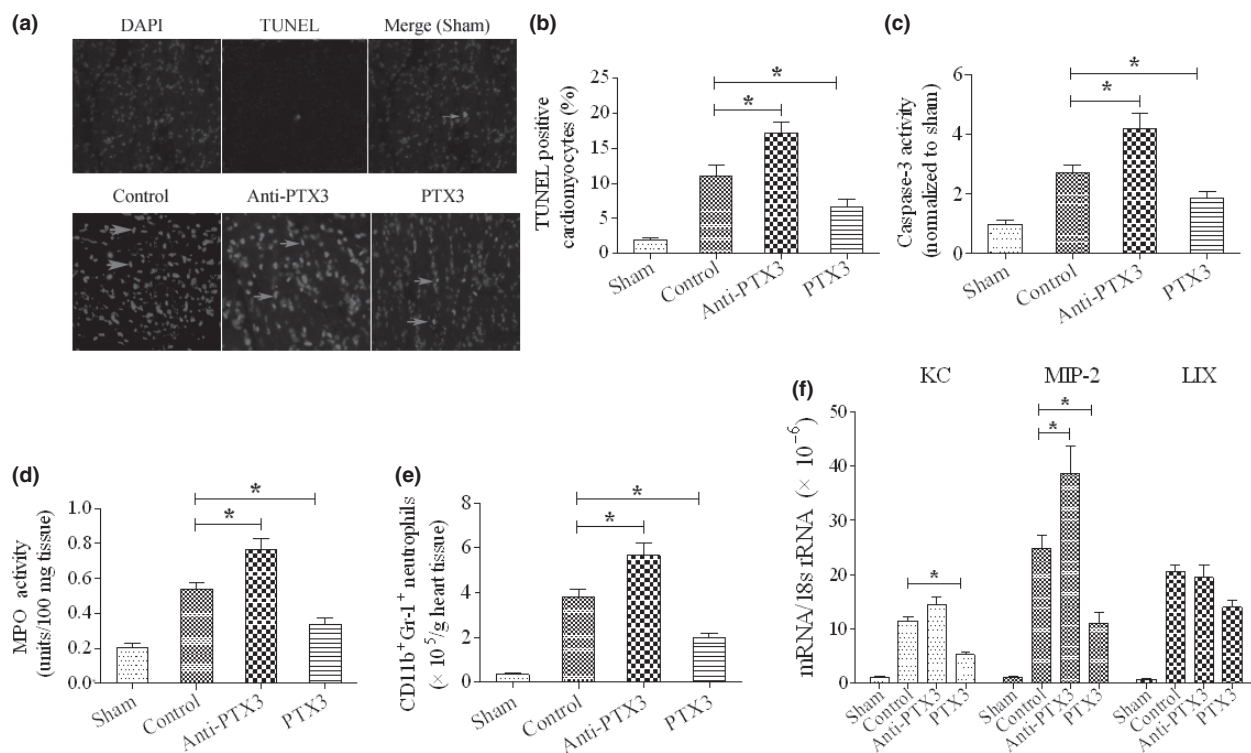 (a)
DAPI TUNEL Merge (Sham)
Control Anti-PTX3 PTX3
(b)
TUNEL positive
cardiomyocytes (%)
25
20
15
10
5
0
* *
Sham Control Anti-PTX3 PTX3
(c)
Caspase-3 activity
(normalized to sham)
6
4
2
0
* *
Sham Control Anti-PTX3 PTX3
(d)
MPO activity
(units/100 mg tissue)
1.0
0.8
0.6
0.4
0.2
0.0
* *
Sham Control Anti-PTX3 PTX3
(e)
CD11b⁺Gr-1⁺ neutrophils
(× 10⁵/g heart tissue)
8
6
4
2
0
* *
Sham Control Anti-PTX3 PTX3
(f)
KC MIP-2 LIX
mRNA/18s rRNA (× 10⁻⁶)
50
40
30
20
10
0
* * *
Sham Control Anti-PTX3 PTX3 Sham Control Anti-PTX3 PTX3 Sham Control Anti-PTX3 PTX3